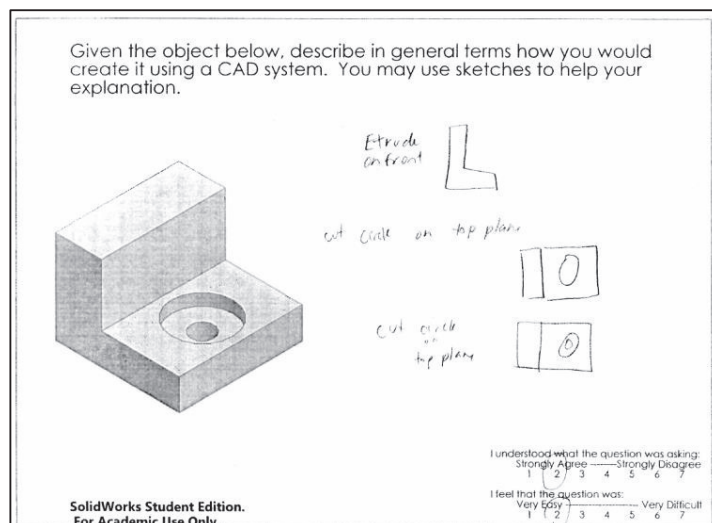 Given the object below, describe in general terms how you would
create it using a CAD system. You may use sketches to help your
explanation.
Etrude
on front
cut circle on top plane
cut circle
on
top plane
I understood what the question was asking:
Strongly Agree ------ Strongly Disagree
1 2 3 4 5 6 7
I feel that the question was:
Very Easy ------ Very Difficult
1 2 3 4 5 6 7
SolidWorks Student Edition.
For Academic Use Only